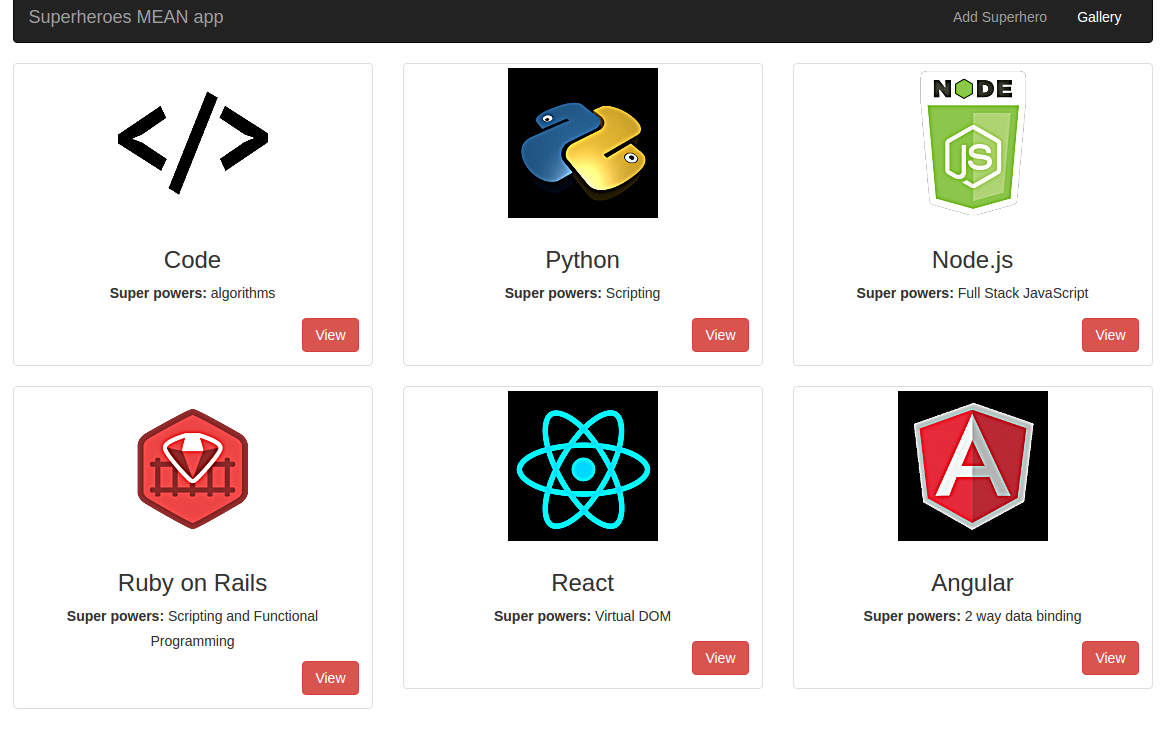 Superheroes MEAN app
Add Superhero
Gallery
</>
NODE
JS
Code
Python
Node.js
Super powers: algorithms
Super powers: Scripting
Super powers: Full Stack JavaScript
View
View
View
A
Ruby on Rails
React
Angular
Super powers: Scripting and Functional
Programming
Super powers: Virtual DOM
Super powers: 2 way data binding
View
View
View